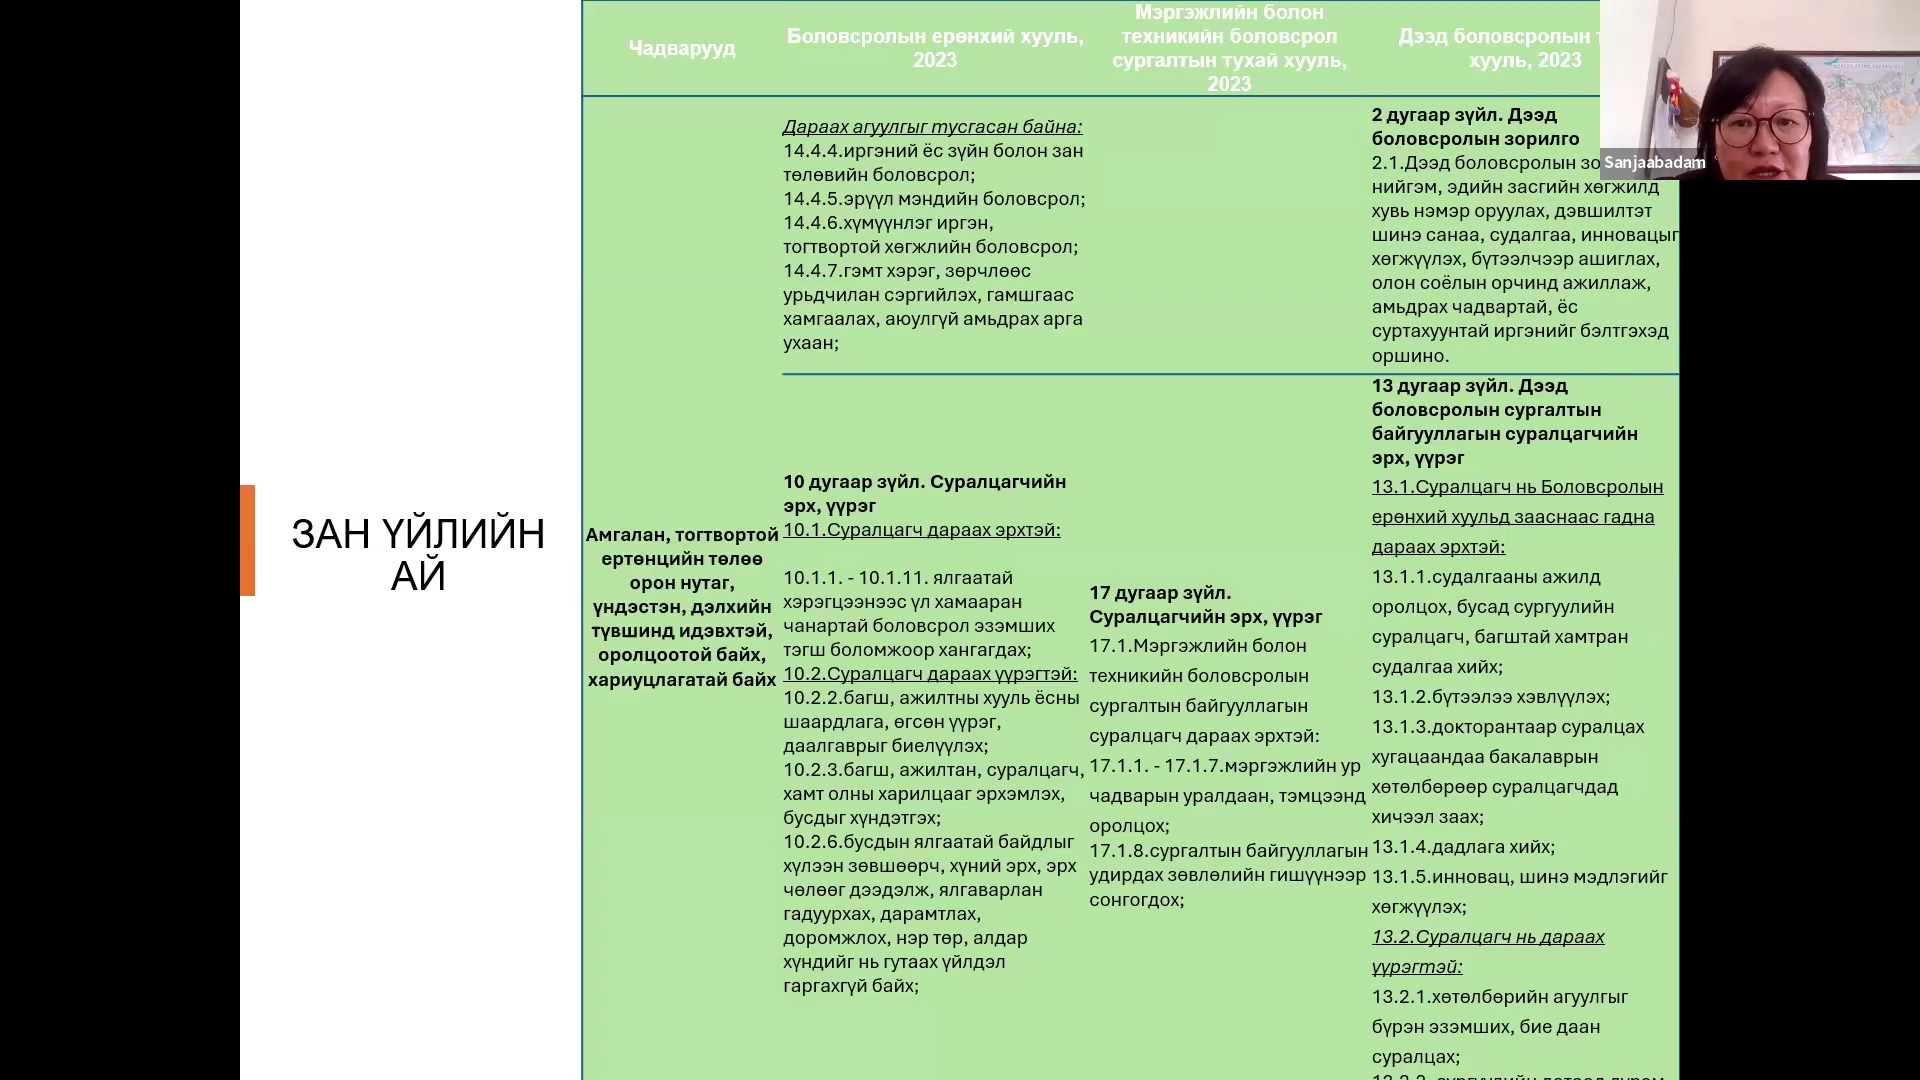 ЗАН ҮЙЛИЙН
АЙ
Чадварууд
Боловсролын ерөнхий хууль,
2023
Мэргэжлийн болон
техникийн боловсрол
сургалтын тухай хууль,
2023
Дээд боловсролын
хууль, 2023
Sanjaabadam
Амгалан, тогтвортой
ертөнцийн төлөө
орон нутаг,
үндэстэн, дэлхийн
түвшинд идэвхтэй,
оролцоотой байх,
хариуцлагатай байх
Дараах агуулгыг тусгасан байна:
14.4.4.иргэний ёс зүйн болон зан
төлөвийн боловсрол;
14.4.5.эрүүл мэндийн боловсрол;
14.4.6.хүмүүнлэг иргэн,
тогтвортой хөгжлийн боловсрол;
14.4.7.гэмт хэрэг, зөрчлөөс
урьдчилан сэргийлэх, гамшгаас
хамгаалах, аюулгүй амьдрах арга
ухаан;
2 дугаар зүйл. Дээд
боловсролын зорилго
2.1.Дээд боловсролын
нийгэм, эдийн засгийн хөгжилд
хувь нэмэр оруулах, дэвшилтэт
шинэ санаа, судалгаа, инновацыг
хөгжүүлэх, бүтээлчээр ашиглах,
олон соёлын орчинд ажиллаж,
амьдрах чадвартай, ёс
суртахуунтай иргэнийг бэлтгэхэд
оршино.
10 дугаар зүйл. Суралцагчийн
эрх, үүрэг
10.1.Суралцагч дараах эрхтэй:
10.1.1. - 10.1.11. ялгаатай
хэрэгцээнээс үл хамааран
чанартай боловсрол эзэмших
тэгш боломжоор хангагдах;
10.2.Суралцагч дараах үүрэгтэй:
10.2.2.багш, ажилтны хууль ёсны
шаардлага, өгсөн үүрэг,
даалгаврыг биелүүлэх;
10.2.3.багш, ажилтан, суралцагч,
хамт олны харилцааг эрхэмлэх,
бусдыг хүндэтгэх;
10.2.6.бусдын ялгаатай байдлыг
хүлээн зөвшөөрч, хүний эрх, эрх
чөлөөг дээдэлж, ялгаварлан
гадуурхах, дарамтлах,
доромжлох, нэр төр, алдар
хүндийг нь гутаах үйлдэл
гаргахгүй байх;
17 дугаар зүйл.
Суралцагчийн эрх, үүрэг
17.1.Мэргэжлийн болон
техникийн боловсролын
сургалтын байгууллагын
суралцагч дараах эрхтэй:
17.1.1. - 17.1.7.мэргэжлийн ур
чадварын уралдаан, тэмцээнд
оролцох;
17.1.8.сургалтын байгууллагын
удирдах зөвлөлийн гишүүнээр
сонгогдох;
13 дугаар зүйл. Дээд
боловсролын сургалтын
байгууллагын суралцагчийн
эрх, үүрэг
13.1.Суралцагч нь Боловсролын
ерөнхий хуульд зааснаас гадна
дараах эрхтэй:
13.1.1.судалгааны ажилд
оролцох, бусад сургуулийн
суралцагч, багштай хамтран
судалгаа хийх;
13.1.2.бүтээлээ хэвлүүлэх;
13.1.3.докторантаар суралцах
хугацаандаа бакалаврын
хөтөлбөрөөр суралцагчдад
хичээл заах;
13.1.4.дадлага хийх;
13.1.5.инновац, шинэ мэдлэгийг
хөгжүүлэх;
13.2.Суралцагч нь дараах
үүрэгтэй:
13.2.1.хөтөлбөрийн агуулгыг
бүрэн эзэмших, бие даан
суралцах;